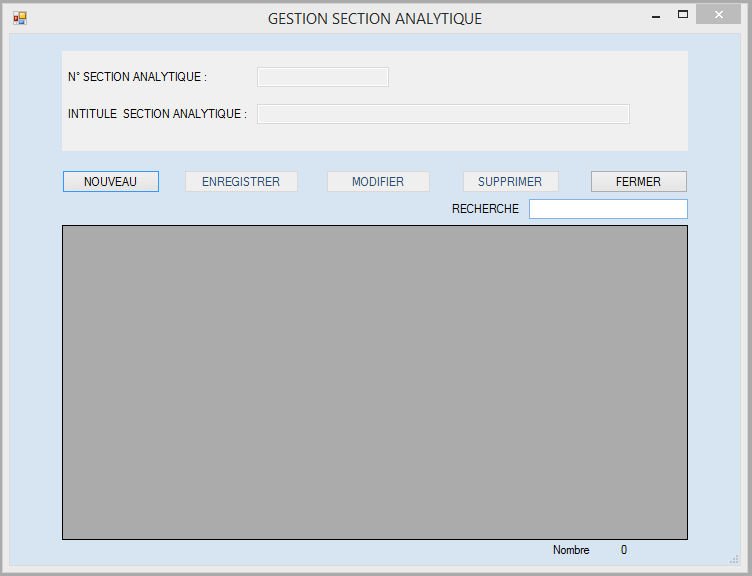 GESTION SECTION ANALYTIQUE
N° SECTION ANALYTIQUE :
INTITULE SECTION ANALYTIQUE :
NOUVEAU ENREGISTRER MODIFIER SUPPRIMER FERMER
RECHERCHE
Nombre 0